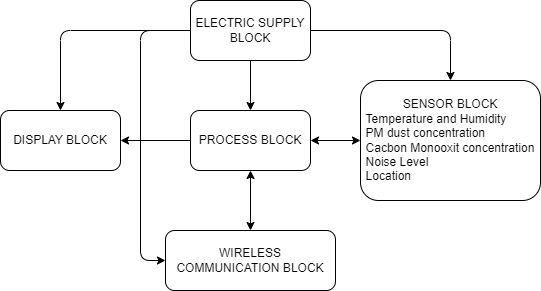 ELECTRIC SUPPLY
BLOCK
DISPLAY BLOCK
PROCESS BLOCK
SENSOR BLOCK
Temperature and Humidity
PM dust concentration
Cacbon Monooxit concentration
Noise Level
Location
WIRELESS
COMMUNICATION BLOCK